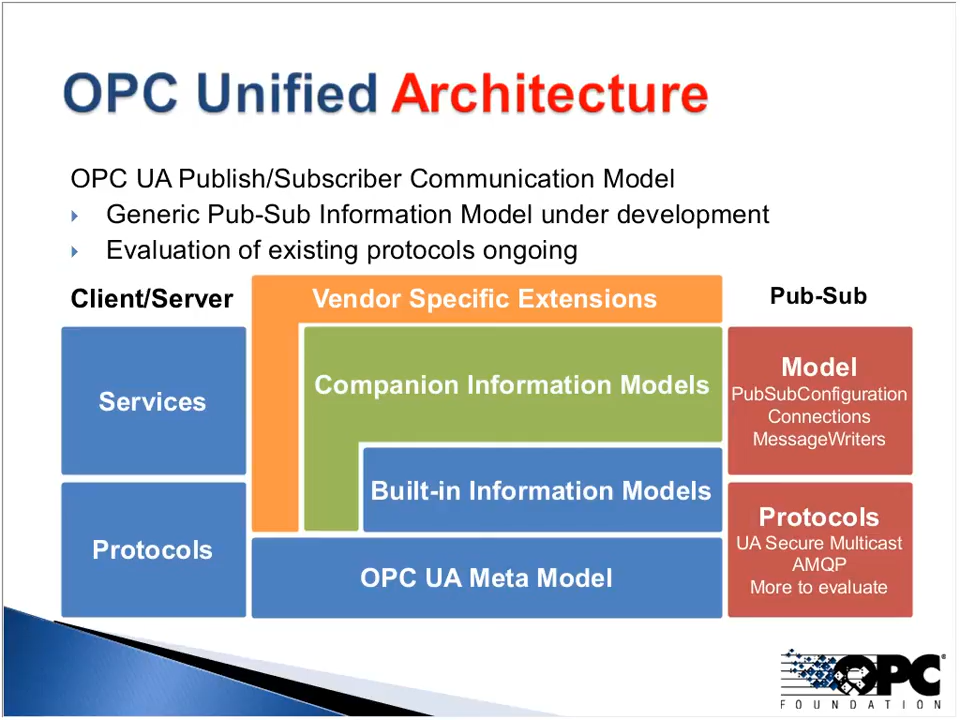 OPC Unified Architecture
OPC UA Publish/Subscriber Communication Model
Generic Pub-Sub Information Model under development
Evaluation of existing protocols ongoing
Client/Server
Vendor Specific Extensions
Pub-Sub
Services
Companion Information Models
Model
PubSubConfiguration
Connections
MessageWriters
Built-in Information Models
Protocols
OPC UA Meta Model
Protocols
UA Secure Multicast
AMQP
More to evaluate
OPC®
FOUNDATION